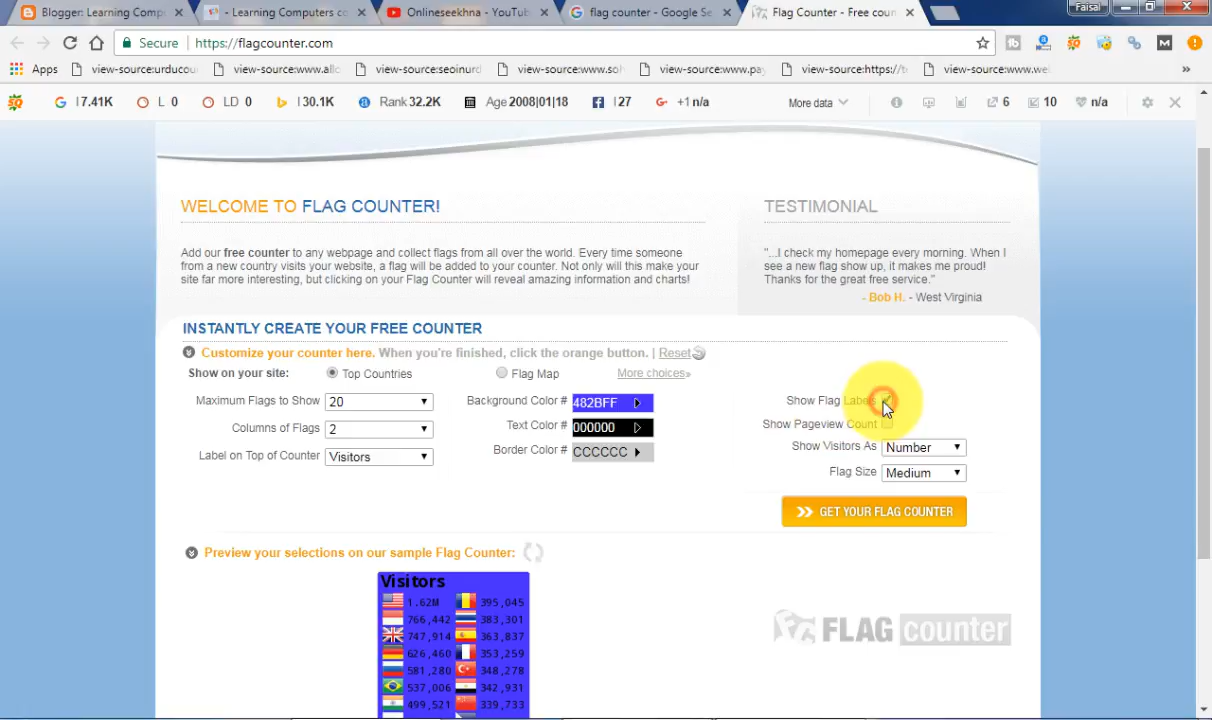 Blogger: Learning Comp
- Learning Computers co
Onlineseekhna - YouTu
flag counter - Google Se
Flag Counter - Free coun
Faisal
Secure
https://flagcounter.com
Apps
view-source:urducou
view-source:www.allc
view-source:seoinurd
view-source:www.sof
view-source:www.pay
view-source:https://t
view-source:www.wel
I 7.41K
L 0
LD 0
I 30.1K
Rank 32.2K
Age 2008|01|18
I 27
+1 n/a
More data
6
10
n/a
WELCOME TO FLAG COUNTER!
Add our free counter to any webpage and collect flags from all over the world. Every time someone
from a new country visits your website, a flag will be added to your counter. Not only will this make your
site far more interesting, but clicking on your Flag Counter will reveal amazing information and charts!
TESTIMONIAL
"...I check my homepage every morning. When I
see a new flag show up, it makes me proud!
Thanks for the great free service."
- Bob H. - West Virginia
INSTANTLY CREATE YOUR FREE COUNTER
Customize your counter here. When you're finished, click the orange button. | Reset
Show on your site: Top Countries Flag Map More choices»
Maximum Flags to Show 20
Columns of Flags 2
Label on Top of Counter Visitors
Background Color # 482BFF
Text Color # 000000
Border Color # CCCCCC
Show Flag Labels
Show Pageview Count
Show Visitors As Number
Flag Size Medium
GET YOUR FLAG COUNTER
Preview your selections on our sample Flag Counter:
Visitors
1.62M 395,045
766,442 383,301
747,914 363,837
626,460 353,259
581,280 348,278
537,006 342,931
499,521 339,733
FLAG counter